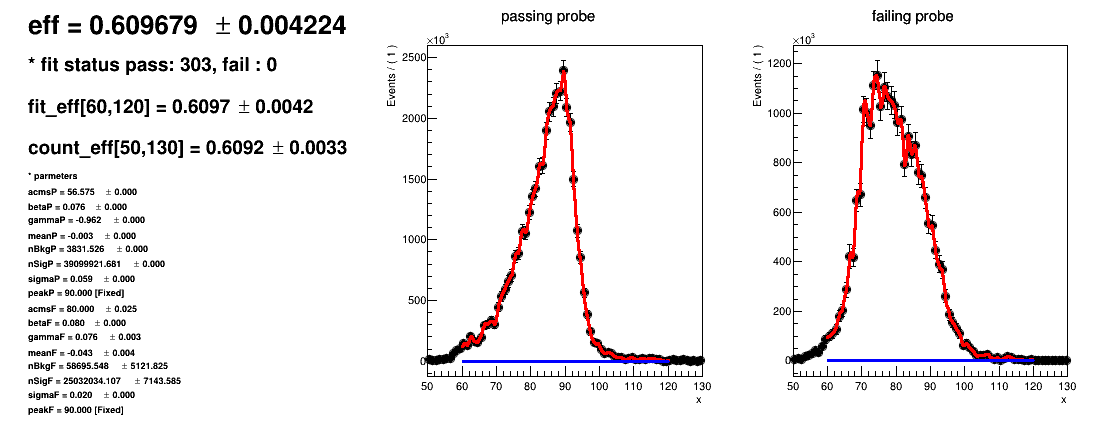 eff = 0.609679 ± 0.004224
* fit status pass: 303, fail : 0
fit_eff[60,120] = 0.6097 ± 0.0042
count_eff[50,130] = 0.6092 ± 0.0033
* parmeters
acmsP = 56.575 ± 0.000
betaP = 0.076 ± 0.000
gammaP = -0.962 ± 0.000
meanP = -0.003 ± 0.000
nBkgP = 3831.526 ± 0.000
nSigP = 39099921.681 ± 0.000
sigmaP = 0.059 ± 0.000
peakP = 90.000 [Fixed]
acmsF = 80.000 ± 0.025
betaF = 0.080 ± 0.000
gammaF = 0.076 ± 0.003
meanF = -0.043 ± 0.004
nBkgF = 58695.548 ± 5121.825
nSigF = 25032034.107 ± 7143.585
sigmaF = 0.020 ± 0.000
peakF = 90.000 [Fixed]
passing probe
×10³
Events / ( 1 )
2500
2000
1500
1000
500
0
50 60 70 80 90 100 110 120 130
x
failing probe
×10³
Events / ( 1 )
1200
1000
800
600
400
200
0
50 60 70 80 90 100 110 120 130
x